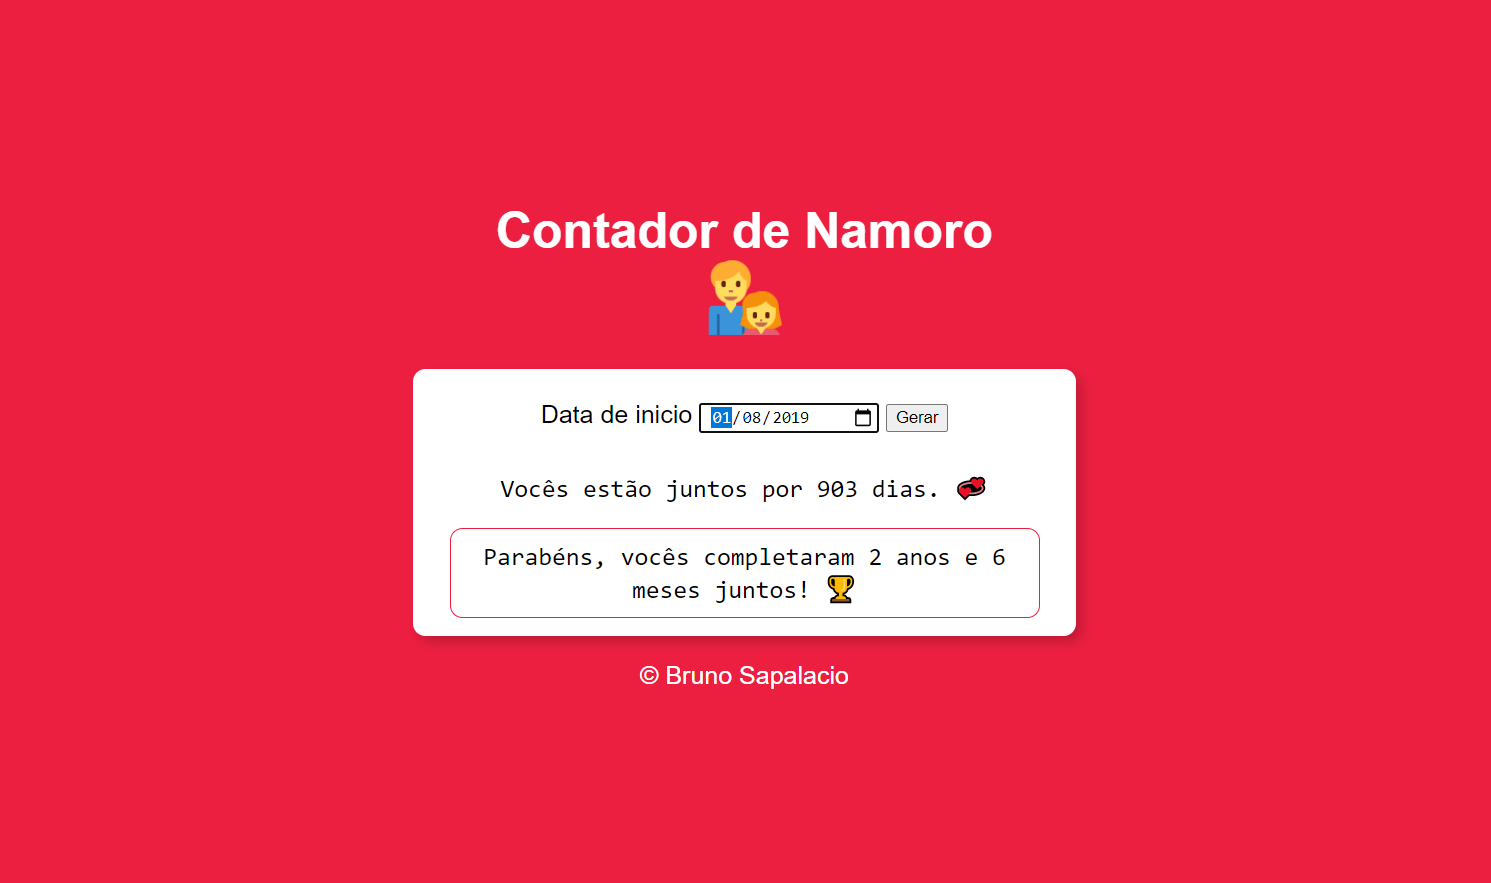 Contador de Namoro
Data de inicio 01/08/2019 Gerar
Vocês estão juntos por 903 dias. 💞
Parabéns, vocês completaram 2 anos e 6
meses juntos! 🏆
© Bruno Sapalacio